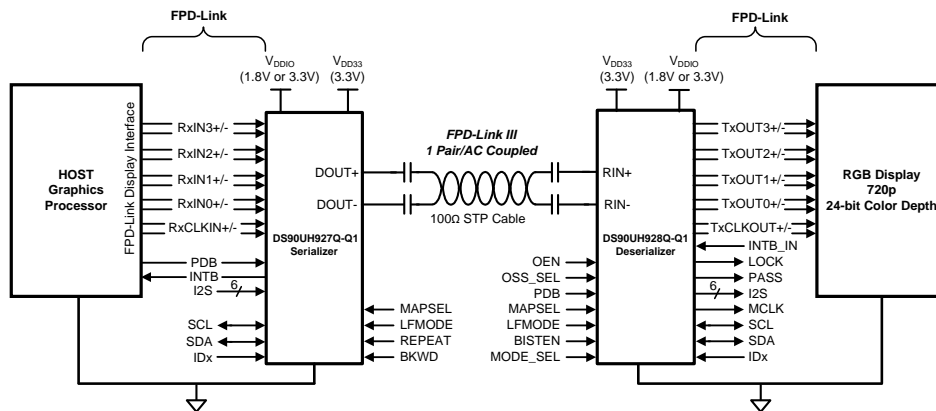 FPD-Link
FPD-Link
VDDIO
(1.8V or 3.3V)
VDD33
(3.3V)
VDD33
(3.3V)
VDDIO
(1.8V or 3.3V)
HOST
Graphics
Processor
FPD-Link Display Interface
RxIN3+/-
RxIN2+/-
RxIN1+/-
RxIN0+/-
RxCLKIN+/-
PDB
INTB
I2S
6
SCL
SDA
IDx
DOUT+
DOUT-
DS90UH927Q-Q1
Serializer
MAPSEL
LFMODE
REPEAT
BKWD
FPD-Link III
1 Pair/AC Coupled
100Ω STP Cable
RIN+
RIN-
DS90UH928Q-Q1
Deserializer
OEN
OSS_SEL
PDB
MAPSEL
LFMODE
BISTEN
MODE_SEL
TxOUT3+/-
TxOUT2+/-
TxOUT1+/-
TxOUT0+/-
TxCLKOUT+/-
INTB_IN
LOCK
PASS
6
I2S
MCLK
SCL
SDA
IDx
RGB Display
720p
24-bit Color Depth